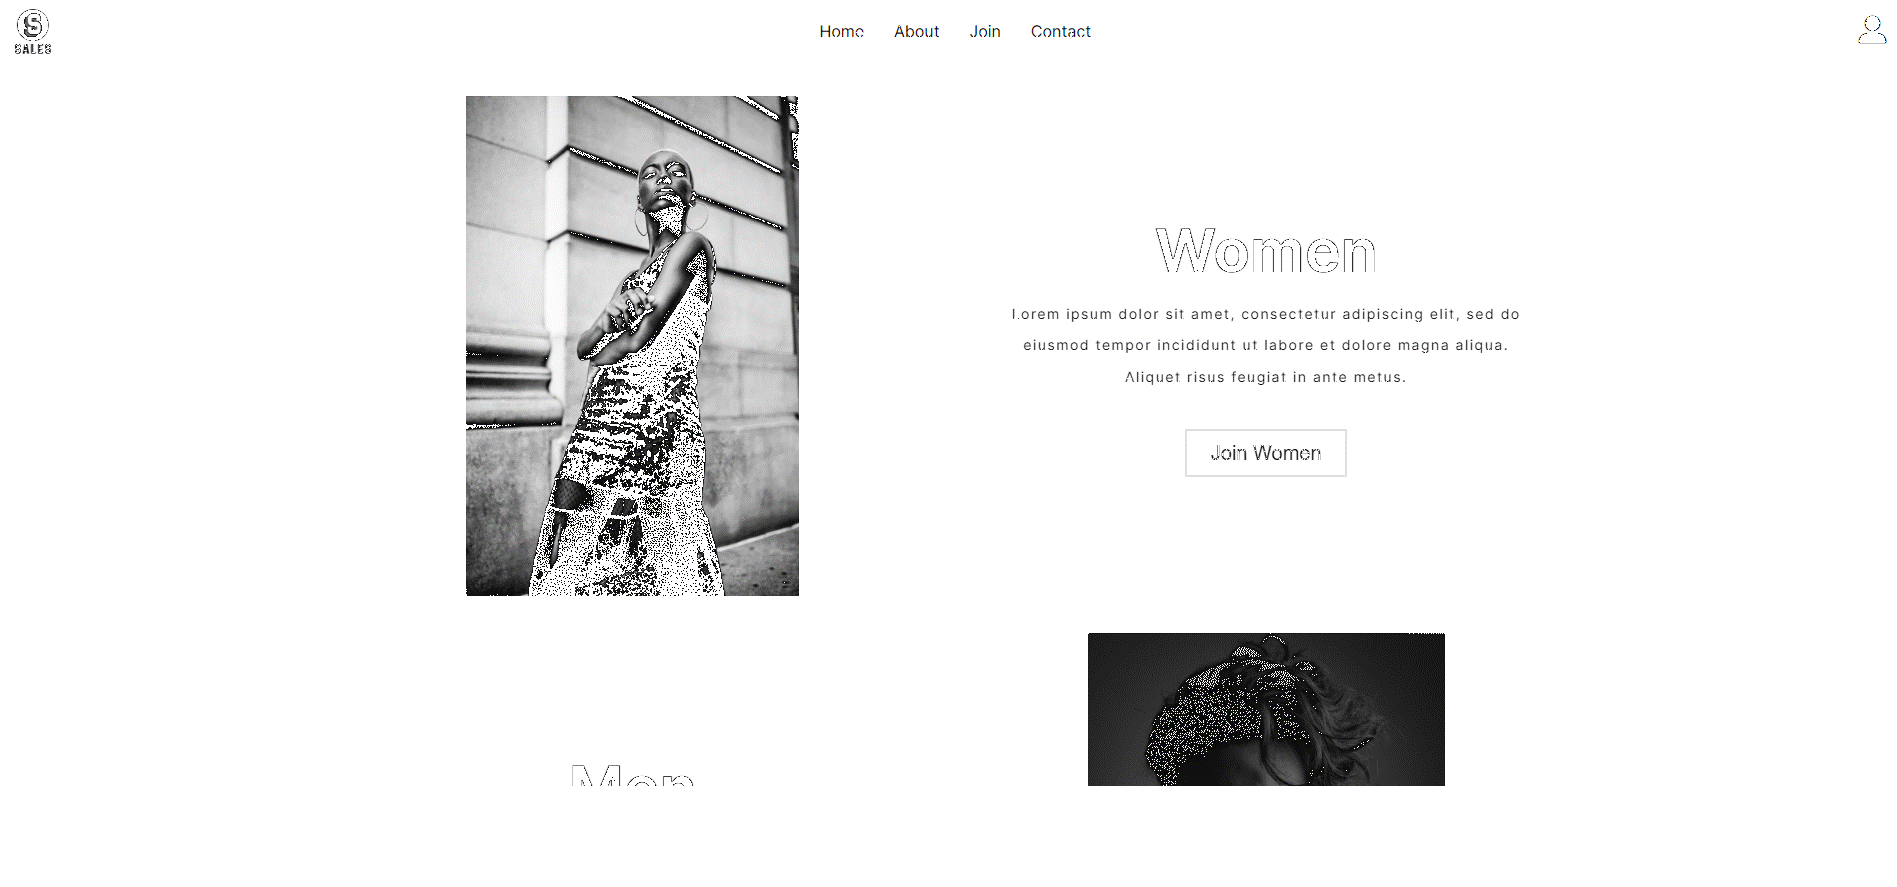 S
SALES
Home About Join Contact
Women
Lorem ipsum dolor sit amet, consectetur adipiscing elit, sed do
eiusmod tempor incididunt ut labore et dolore magna aliqua.
Aliquet risus feugiat in ante metus.
Join Women
Men